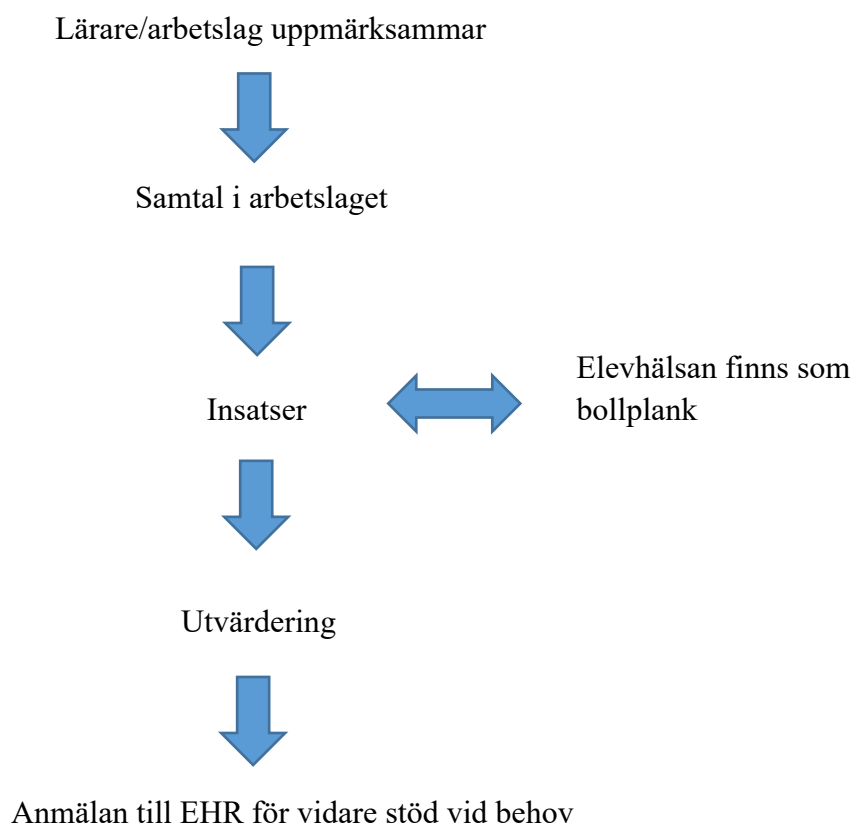 Lärare/arbetslag uppmärksammar
Samtal i arbetslaget
Insatser
Elevhälsan finns som
bollplank
Utvärdering
Anmälan till EHR för vidare stöd vid behov